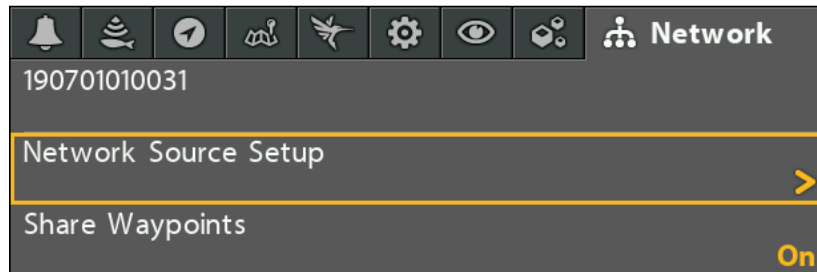 Network
190701010031
Network Source Setup
>
Share Waypoints
On